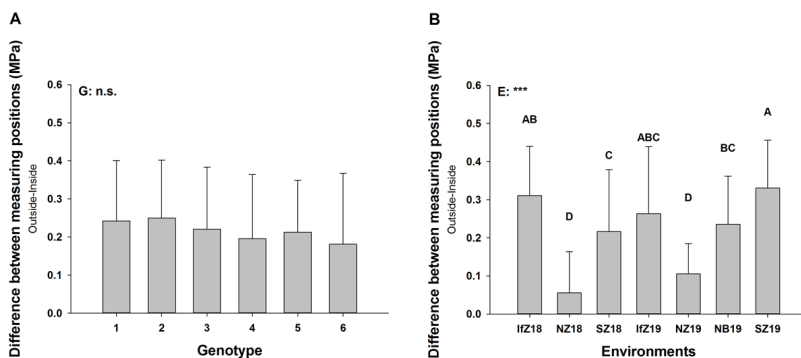 A
Difference between measuring positions (MPa)
Outside-Inside
0.6
0.5
0.4
0.3
0.2
0.1
0.0
G: n.s.
1 2 3 4 5 6
Genotype
B
Difference between measuring positions (MPa)
Outside-Inside
0.6
0.5
0.4
0.3
0.2
0.1
0.0
E: ***
AB D C ABC D BC A
IfZ18 NZ18 SZ18 IfZ19 NZ19 NB19 SZ19
Environments